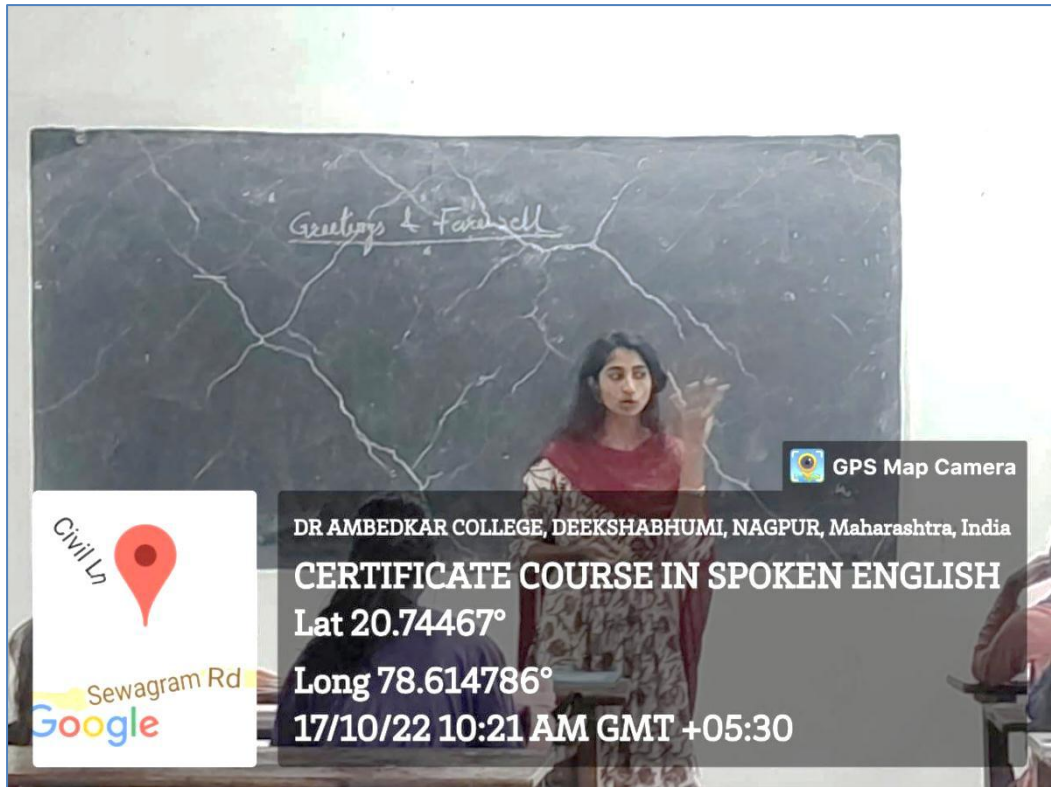 Greetings & Farewell
GPS Map Camera
Civil Ln
Sewagram Rd
Google
DR AMBEDKAR COLLEGE, DEEKSHABHUMI, NAGPUR, Maharashtra, India
CERTIFICATE COURSE IN SPOKEN ENGLISH
Lat 20.74467°
Long 78.614786°
17/10/22 10:21 AM GMT +05:30